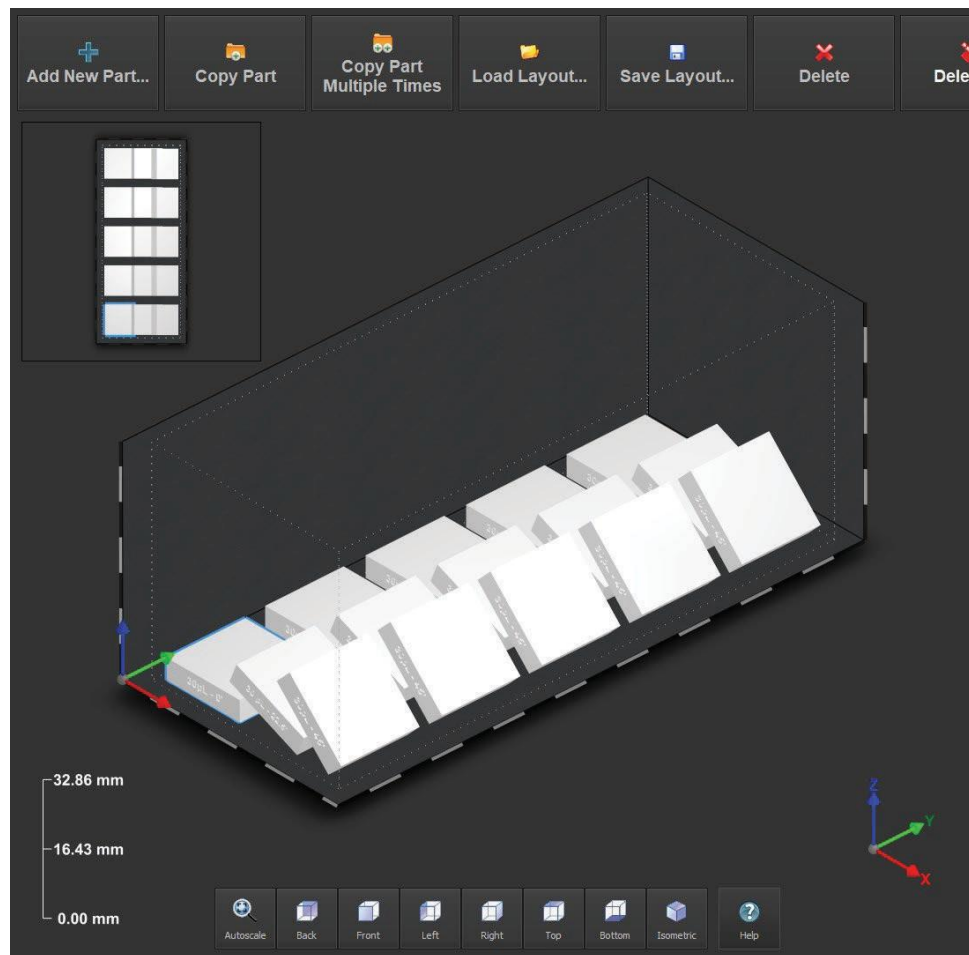 Add New Part...
Copy Part
Copy Part
Multiple Times
Load Layout...
Save Layout...
Delete
Dele
32.86 mm
16.43 mm
0.00 mm
Z
Y
X
Autoscale
Back
Front
Left
Right
Top
Bottom
Isometric
Help